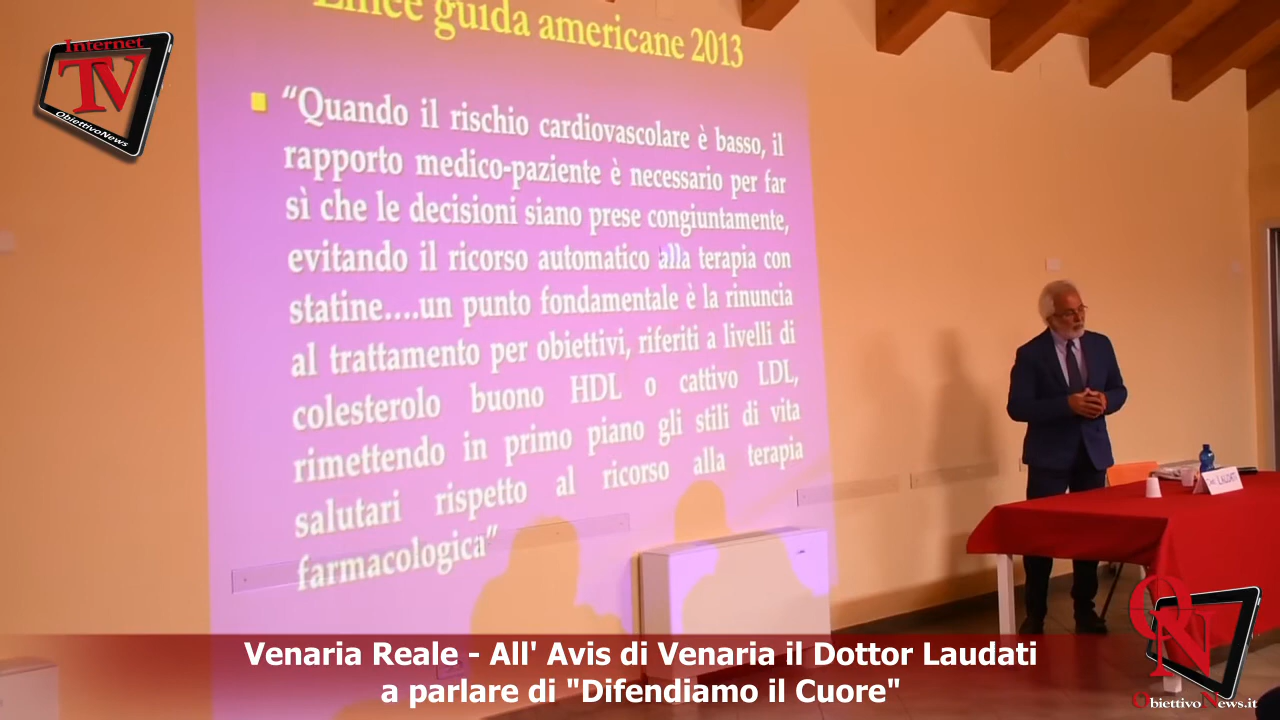 Internet
TV
ObiettivoNews
Linee guida americane 2013
“Quando il rischio cardiovascolare è basso, il
rapporto medico-paziente è necessario per far
sì che le decisioni siano prese congiuntamente,
evitando il ricorso automatico alla terapia con
statine....un punto fondamentale è la rinuncia
al trattamento per obiettivi, riferiti a livelli di
colesterolo buono HDL o cattivo LDL,
rimettendo in primo piano gli stili di vita
salutari rispetto al ricorso alla terapia
farmacologica”
LAUDATI
Venaria Reale - All' Avis di Venaria il Dottor Laudati
a parlare di "Difendiamo il Cuore"
ON
ObiettivoNews.it